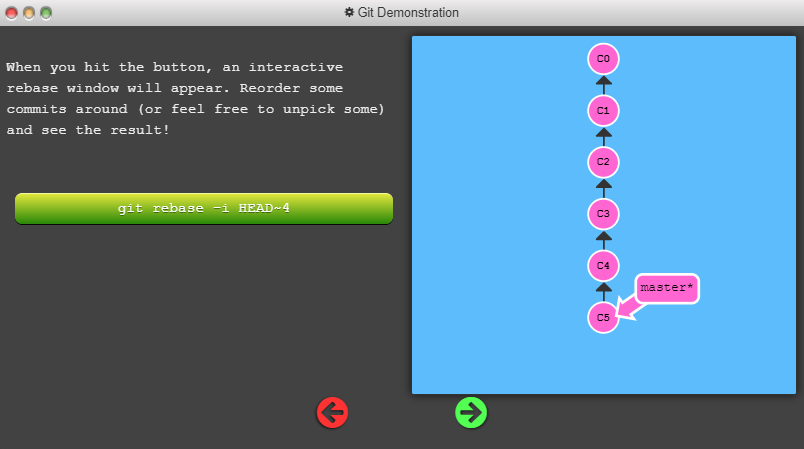 Git Demonstration
When you hit the button, an interactive
rebase window will appear. Reorder some
commits around (or feel free to unpick some)
and see the result!
git rebase -i HEAD~4
C0
C1
C2
C3
C4
master*
C5